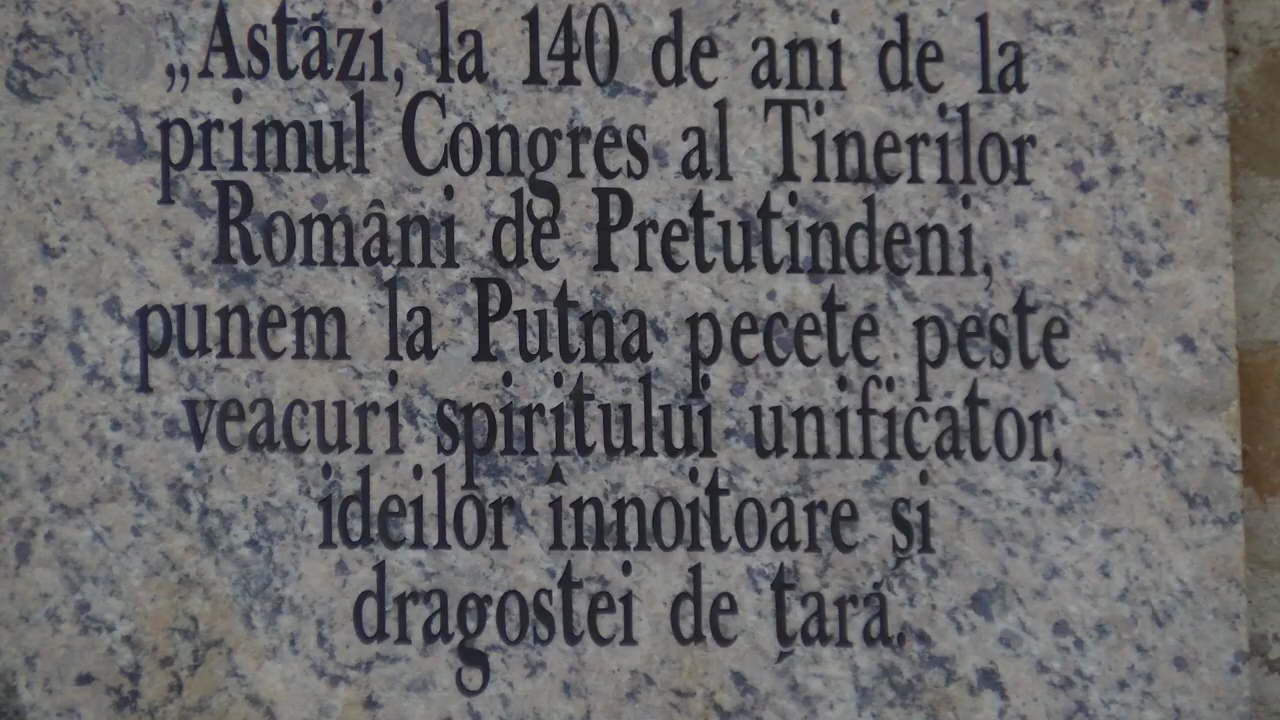 „Astăzi, la 140 de ani de la
primul Congres al Tinerilor
Români de Pretutindeni,
punem la Putna pecete peste
veacuri spiritului unificator,
ideilor înnoitoare și
dragostei de țară.